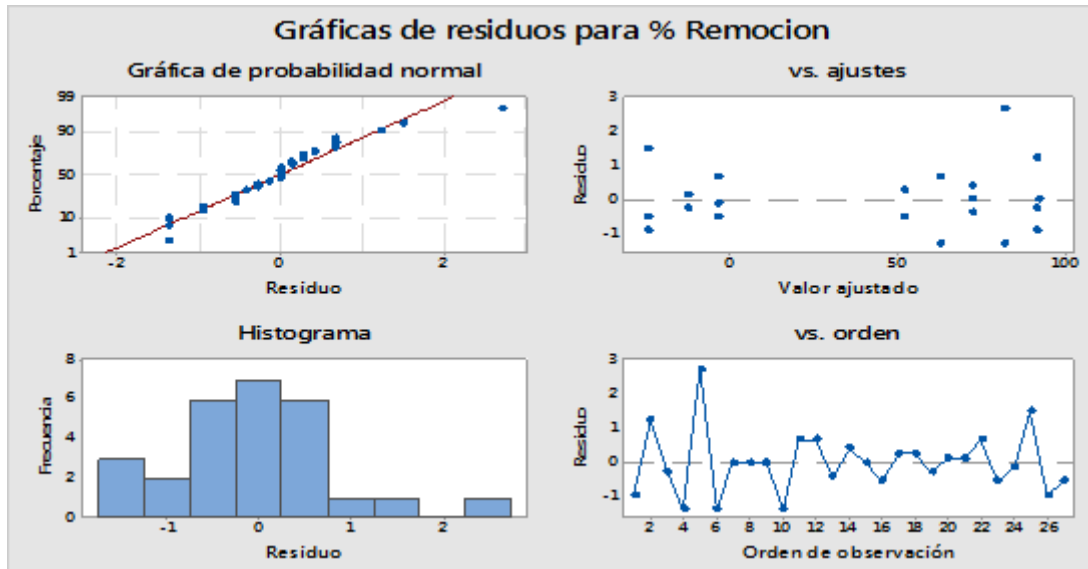 Gráficas de residuos para % Remocion
Gráfica de probabilidad normal
99
90
50
10
1
Porcentaje
-2 0 2
Residuo
vs. ajustes
3
2
1
0
-1
Residuo
0 50 100
Valor ajustado
Histograma
8
6
4
2
0
Frecuencia
-1 0 1 2
Residuo
vs. orden
3
2
1
0
-1
Residuo
2 4 6 8 10 12 14 16 18 20 22 24 26
Orden de observación